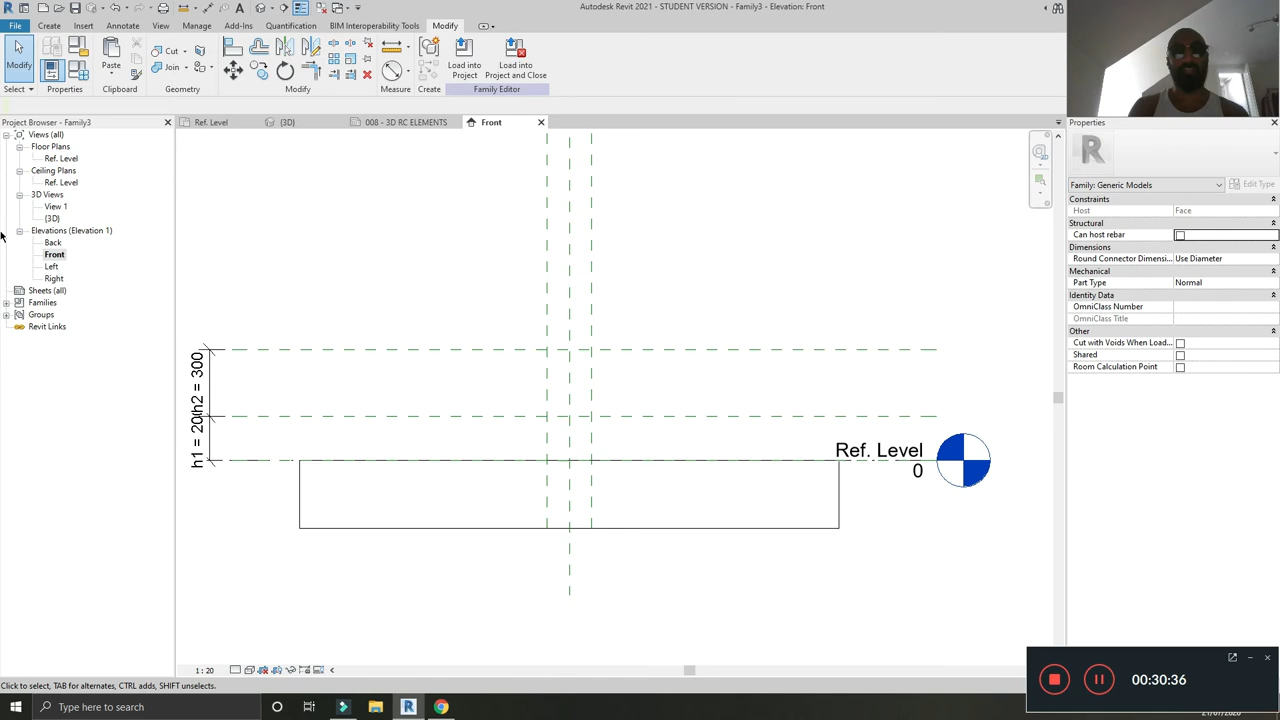 Autodesk Revit 2021 - STUDENT VERSION - Family3 - Elevation: Front
File Create Insert Annotate View Manage Add-Ins Quantification BIM Interoperability Tools Modify
Modify
Paste
Cut
Join
Load into
Project
Load into
Project and Close
Select Properties Clipboard Geometry Modify Measure Create Family Editor
Project Browser - Family3
Ref. Level {3D} 008 - 3D RC ELEMENTS Front
Properties
Views (all)
Floor Plans
Ref. Level
Ceiling Plans
Ref. Level
3D Views
View 1
{3D}
Elevations (Elevation 1)
Back
Front
Left
Right
Sheets (all)
Families
Groups
Revit Links
h2 = 300
h1 = 20
Ref. Level
0
Family: Generic Models
Edit Type
Constraints
Host Face
Structural
Can host rebar
Dimensions
Round Connector Dimensi... Use Diameter
Mechanical
Part Type Normal
Identity Data
OmniClass Number
OmniClass Title
Other
Cut with Voids When Load...
Shared
Room Calculation Point
1 : 20
Click to select, TAB for alternates, CTRL adds, SHIFT unselects.
00:30:36
Type here to search